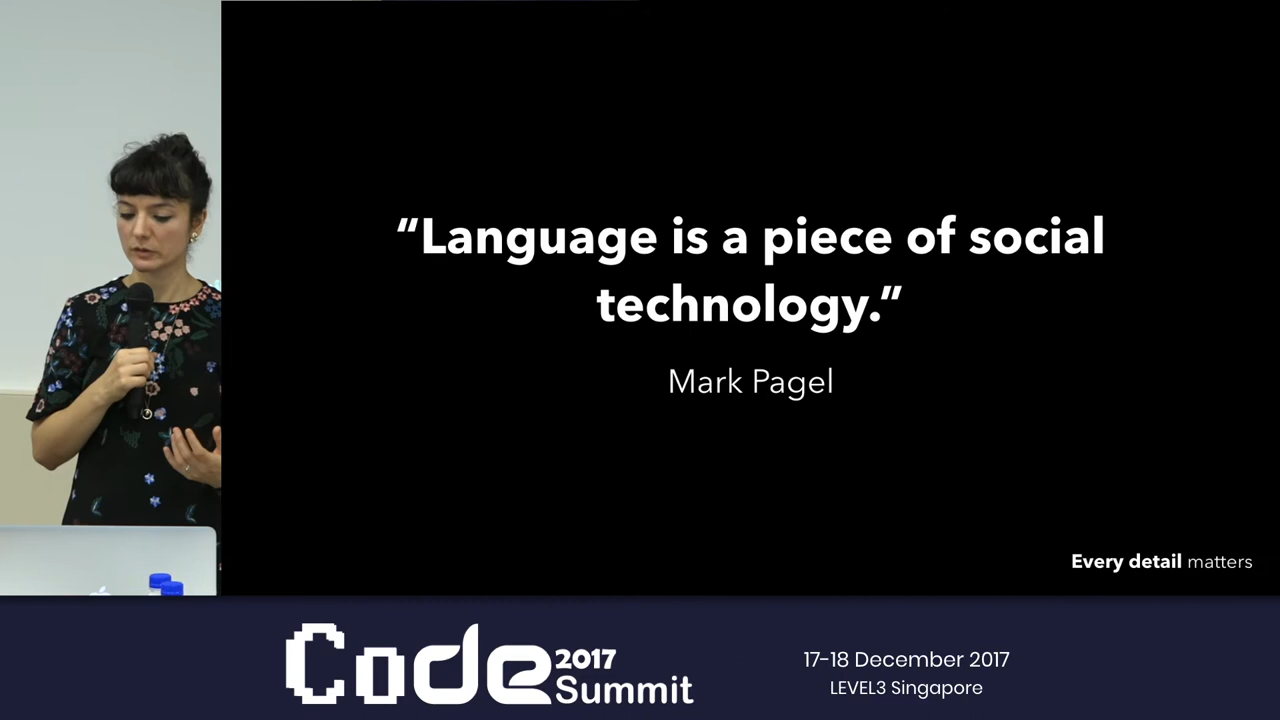 “Language is a piece of social
technology.”
Mark Pagel
Every detail matters
Code 2017
Summit
17-18 December 2017
LEVEL3 Singapore